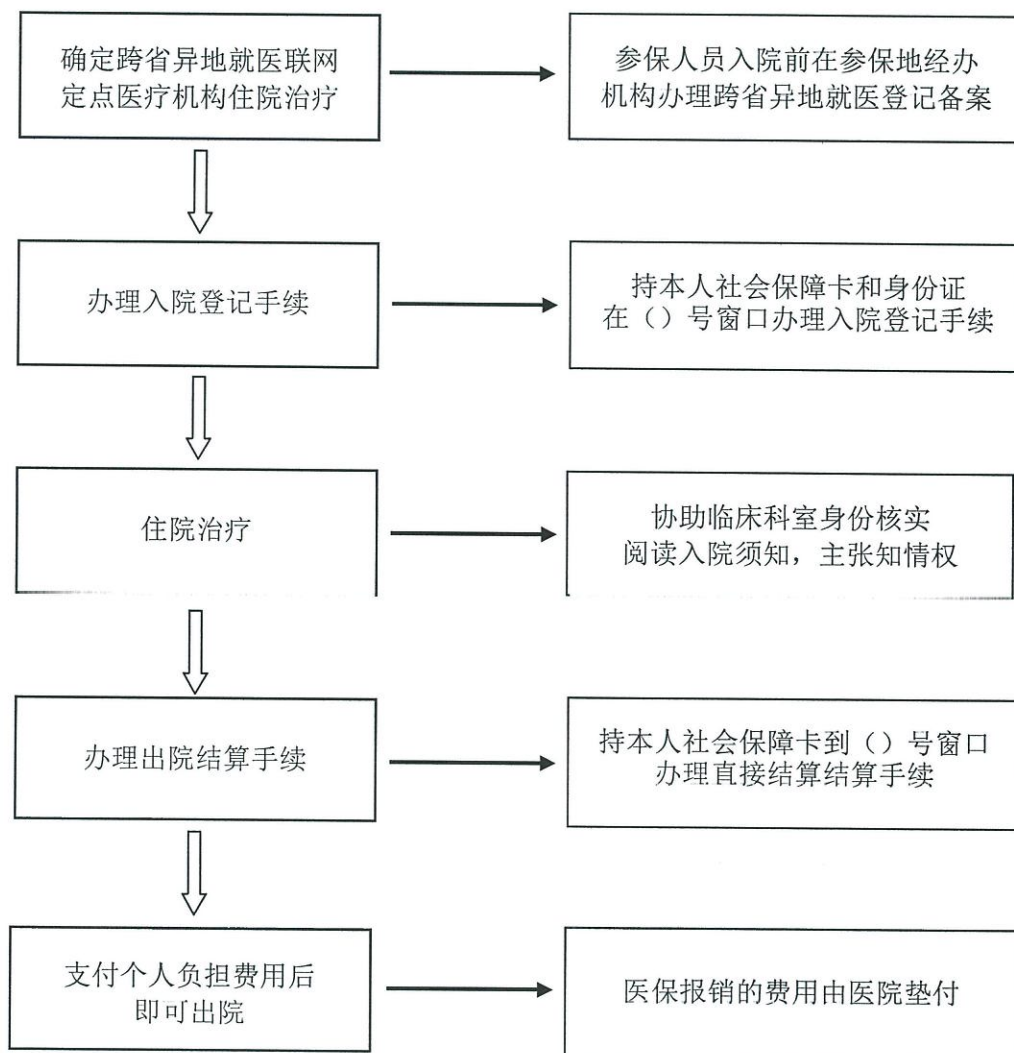 确定跨省异地就医联网
定点医疗机构住院治疗
参保人员入院前在参保地经办
机构办理跨省异地就医登记备案
办理入院登记手续
持本人社会保障卡和身份证
在（）号窗口办理入院登记手续
住院治疗
协助临床科室身份核实
阅读入院须知，主张知情权
办理出院结算手续
持本人社会保障卡到（）号窗口
办理直接结算结算手续
支付个人负担费用后
即可出院
医保报销的费用由医院垫付